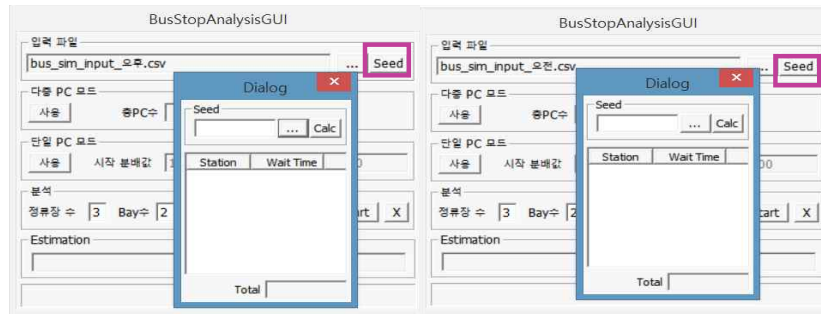 BusStopAnalysisGUI
입력 파일
bus_sim_input_오후.csv
... Seed
다중 PC 모드
사용 총PC수
단일 PC 모드
사용 시작 분배값 1
분석
정류장 수 3 Bay수 2 rt X
Estimation
Dialog
Seed
... Calc
Station Wait Time
Total
BusStopAnalysisGUI
입력 파일
bus_sim_input_오전.csv
... Seed
다중 PC 모드
사용 총PC수
단일 PC 모드
사용 시작 분배값 00
분석
정류장 수 3 Bay수 2 tart X
Estimation
Dialog
Seed
... Calc
Station Wait Time
Total